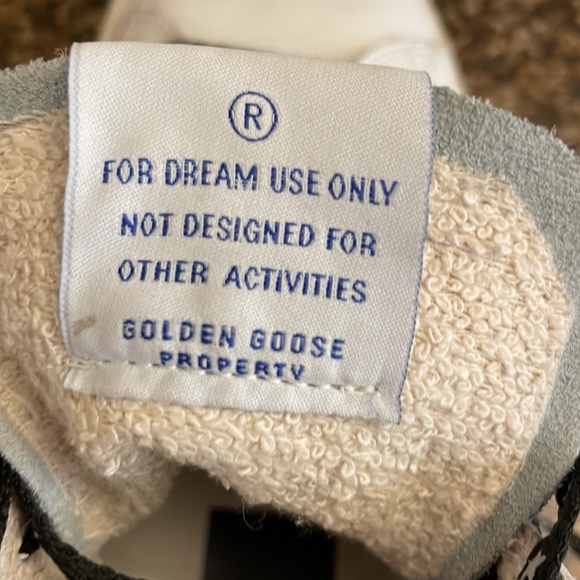 ®
FOR DREAM USE ONLY
NOT DESIGNED FOR
OTHER ACTIVITIES
GOLDEN GOOSE
PROPERTY